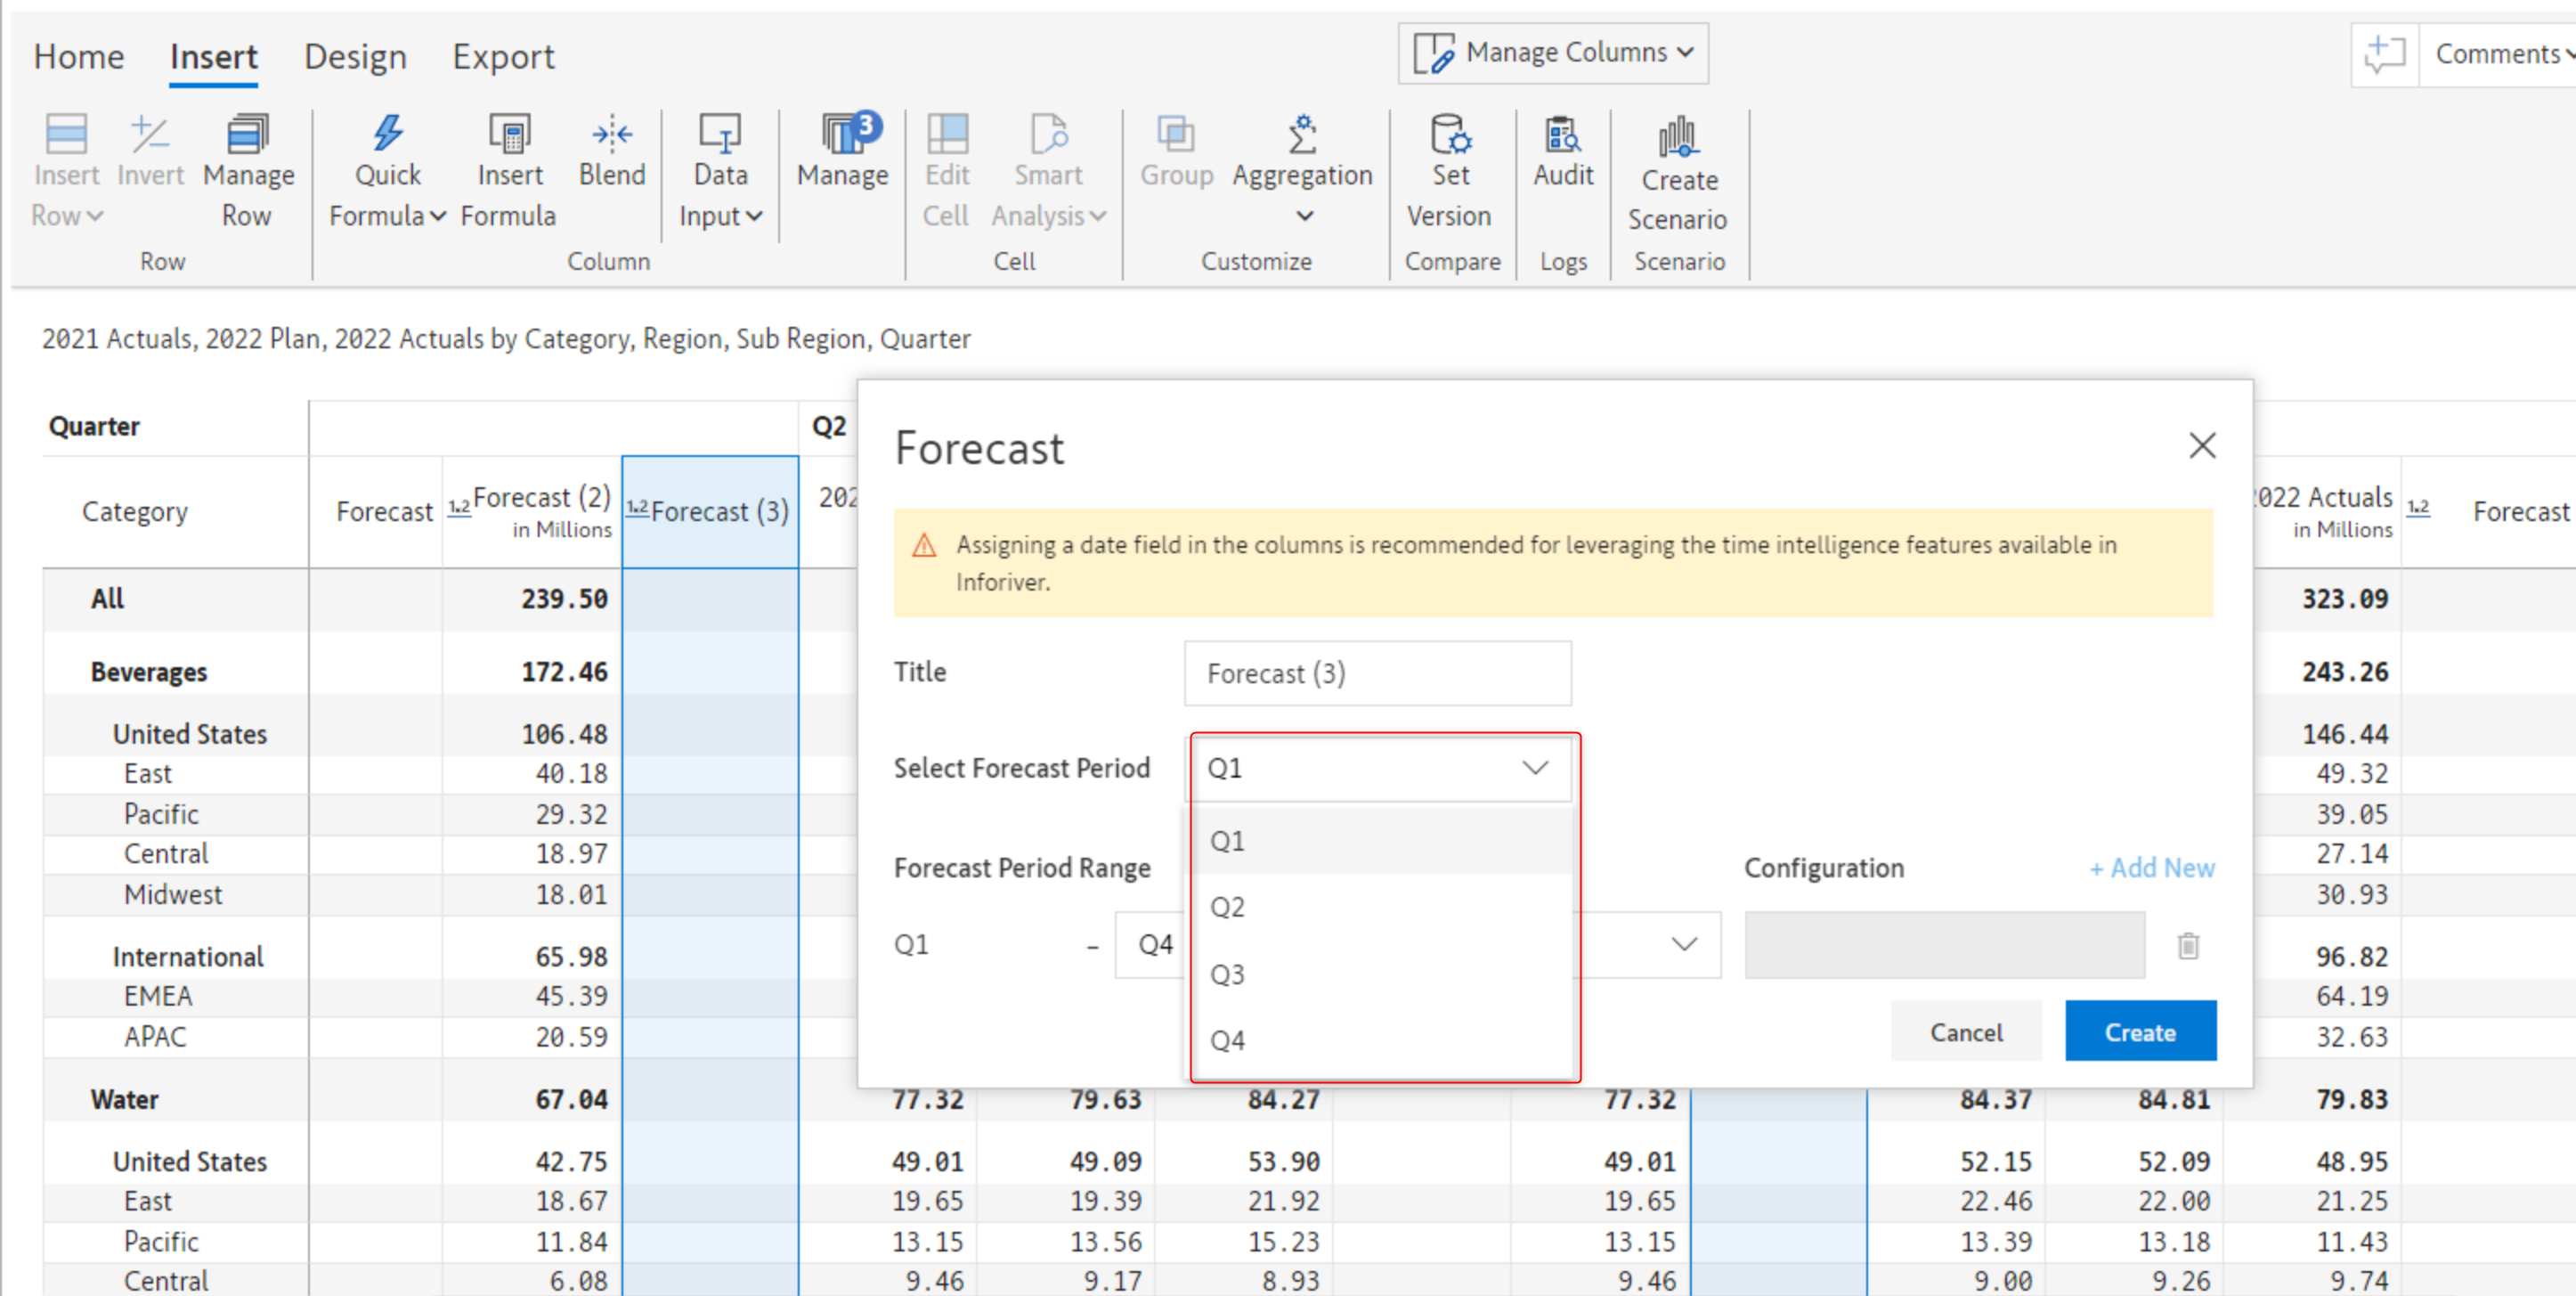 Home Insert Design Export
Manage Columns
Comments
3
Insert Row
Invert
Manage Row
Quick Formula
Insert Formula
Blend
Data Input
Manage
Edit Cell
Smart Analysis
Group
Aggregation
Set Version
Audit
Create Scenario
Row Column Cell Customize Compare Logs Scenario
2021 Actuals, 2022 Plan, 2022 Actuals by Category, Region, Sub Region, Quarter
Quarter Q2
Category Forecast 1.2 Forecast (2) in Millions 1.2 Forecast (3) 202
022 Actuals in Millions 1.2 Forecast
Forecast
Assigning a date field in the columns is recommended for leveraging the time intelligence features available in
Inforiver.
Title Forecast (3)
Select Forecast Period Q1
Q1
Q2
Q3
Q4
Forecast Period Range Configuration + Add New
Q1 - Q4
Cancel Create
All 239.50 323.09
Beverages 172.46 243.26
United States 106.48 146.44
East 40.18 49.32
Pacific 29.32 39.05
Central 18.97 27.14
Midwest 18.01 30.93
International 65.98 96.82
EMEA 45.39 64.19
APAC 20.59 32.63
Water 67.04 77.32 79.63 84.27 77.32 84.37 84.81 79.83
United States 42.75 49.01 49.09 53.90 49.01 52.15 52.09 48.95
East 18.67 19.65 19.39 21.92 19.65 22.46 22.00 21.25
Pacific 11.84 13.15 13.56 15.23 13.15 13.39 13.18 11.43
Central 6.08 9.46 9.17 8.93 9.46 9.00 9.26 9.74